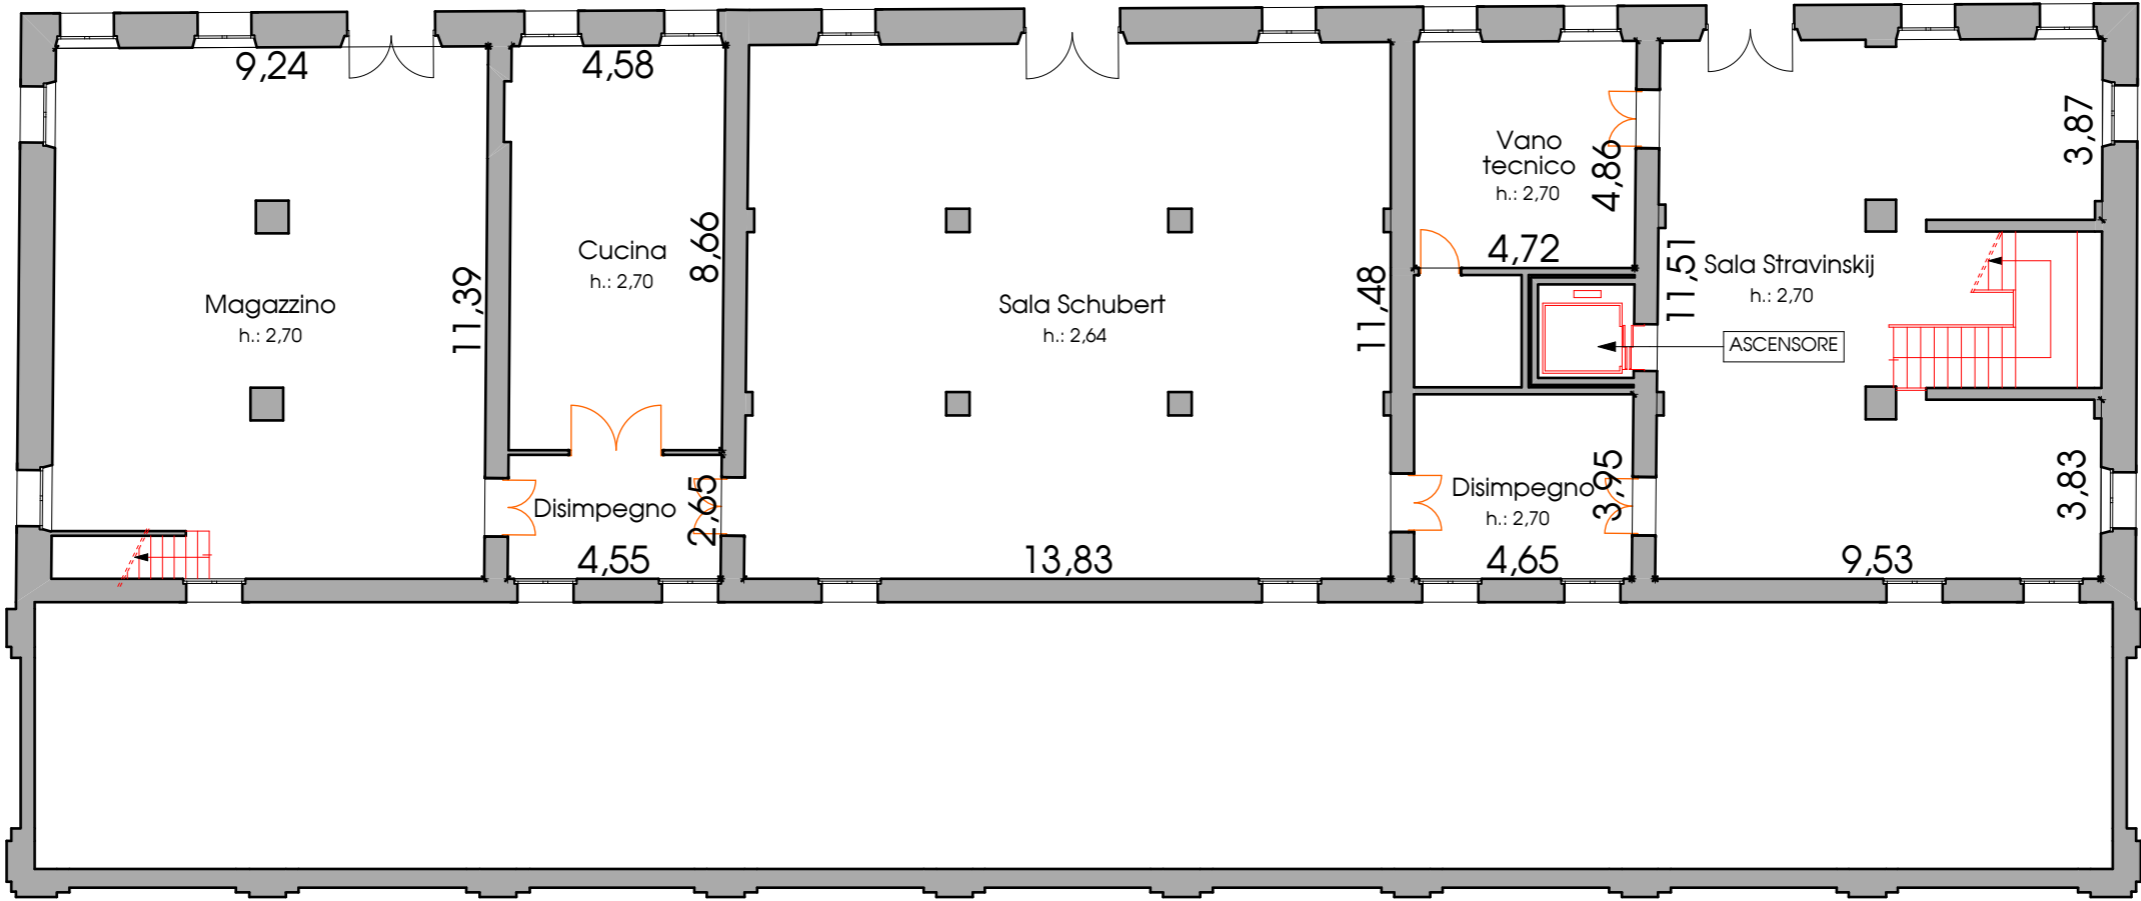 9,24
4,58
3,87
Vano
tecnico
h.: 2,70
4,86
8,66
Cucina
h.: 2,70
4,72
11,51
Sala Stravinskij
h.: 2,70
11,39
Magazzino
h.: 2,70
Sala Schubert
h.: 2,64
11,48
ASCENSORE
Disimpegno
2,65
4,55
13,83
Disimpegno
h.: 2,70
3,95
4,65
3,83
9,53